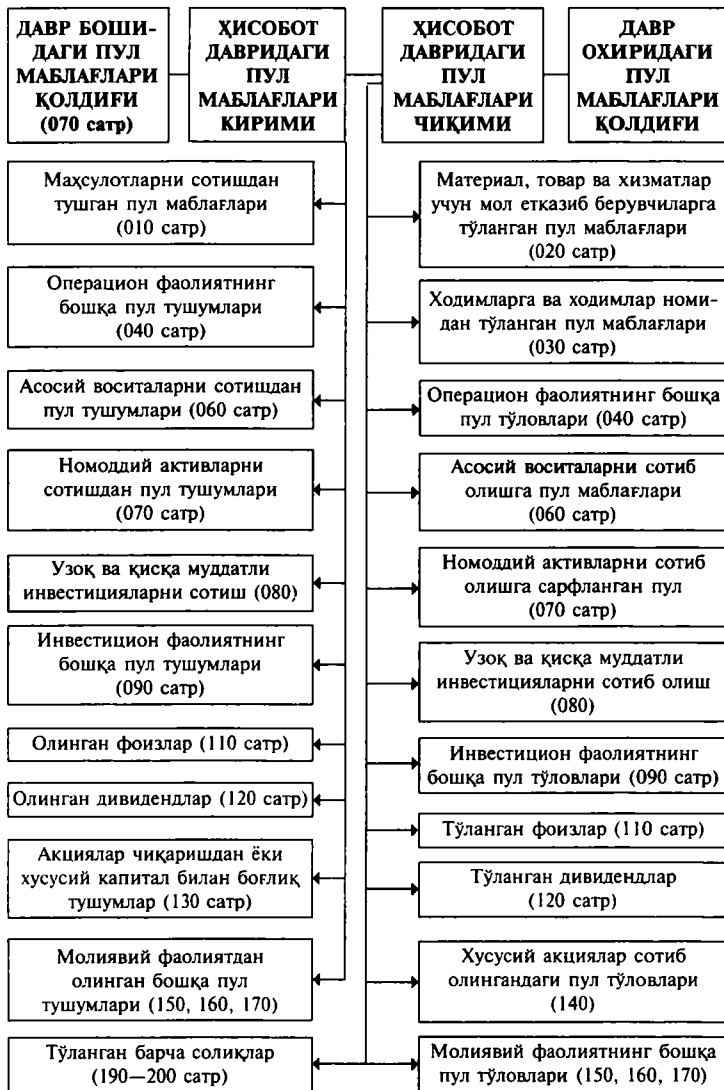 ДАВР БОШИ-
ДАГИ ПУЛ
МАБЛАҒЛАРИ
ҚОЛДИҒИ
(070 сатр)
ҲИСОБОТ
ДАВРИДАГИ
ПУЛ
МАБЛАҒЛАРИ
КИРИМИ
ҲИСОБОТ
ДАВРИДАГИ
ПУЛ
МАБЛАҒЛАРИ
ЧИҚИМИ
ДАВР
ОХИРИДАГИ
ПУЛ
МАБЛАҒЛАРИ
ҚОЛДИҒИ
Маҳсулотларни сотишдан
тушган пул маблағлари
(010 сатр)
Операцион фаолиятнинг
бошқа пул тушумлари
(040 сатр)
Асосий воситаларни сотишдан
пул тушумлари (060 сатр)
Номоддий активларни
сотишдан пул тушумлари
(070 сатр)
Узоқ ва қисқа муддатли
инвестицияларни сотиш (080)
Инвестицион фаолиятнинг
бошқа пул тушумлари
(090 сатр)
Олинган фоизлар (110 сатр)
Олинган дивидендлар (120 сатр)
Акциялар чиқаришдан ёки
хусусий капитал билан боғлиқ
тушумлар (130 сатр)
Молиявий фаолиятдан
олинган бошқа пул
тушумлари (150, 160, 170)
Тўланган барча солиқлар
(190—200 сатр)
Материал, товар ва хизматлар
учун мол етказиб берувчиларга
тўланган пул маблағлари
(020 сатр)
Ходимларга ва ходимлар номи-
дан тўланган пул маблағлари
(030 сатр)
Операцион фаолиятнинг бошқа
пул тўловлари (040 сатр)
Асосий воситаларни сотиб
олишга пул маблағлари
(060 сатр)
Номоддий активларни сотиб
олишга сарфланган пул
(070 сатр)
Узоқ ва қисқа муддатли
инвестицияларни сотиб олиш
(080)
Инвестицион фаолиятнинг
бошқа пул тўловлари (090 сатр)
Тўланган фоизлар (110 сатр)
Тўланган дивидендлар
(120 сатр)
Хусусий акциялар сотиб
олингандаги пул тўловлари
(140)
Молиявий фаолиятнинг бошқа
пул тўловлари (150, 160, 170)